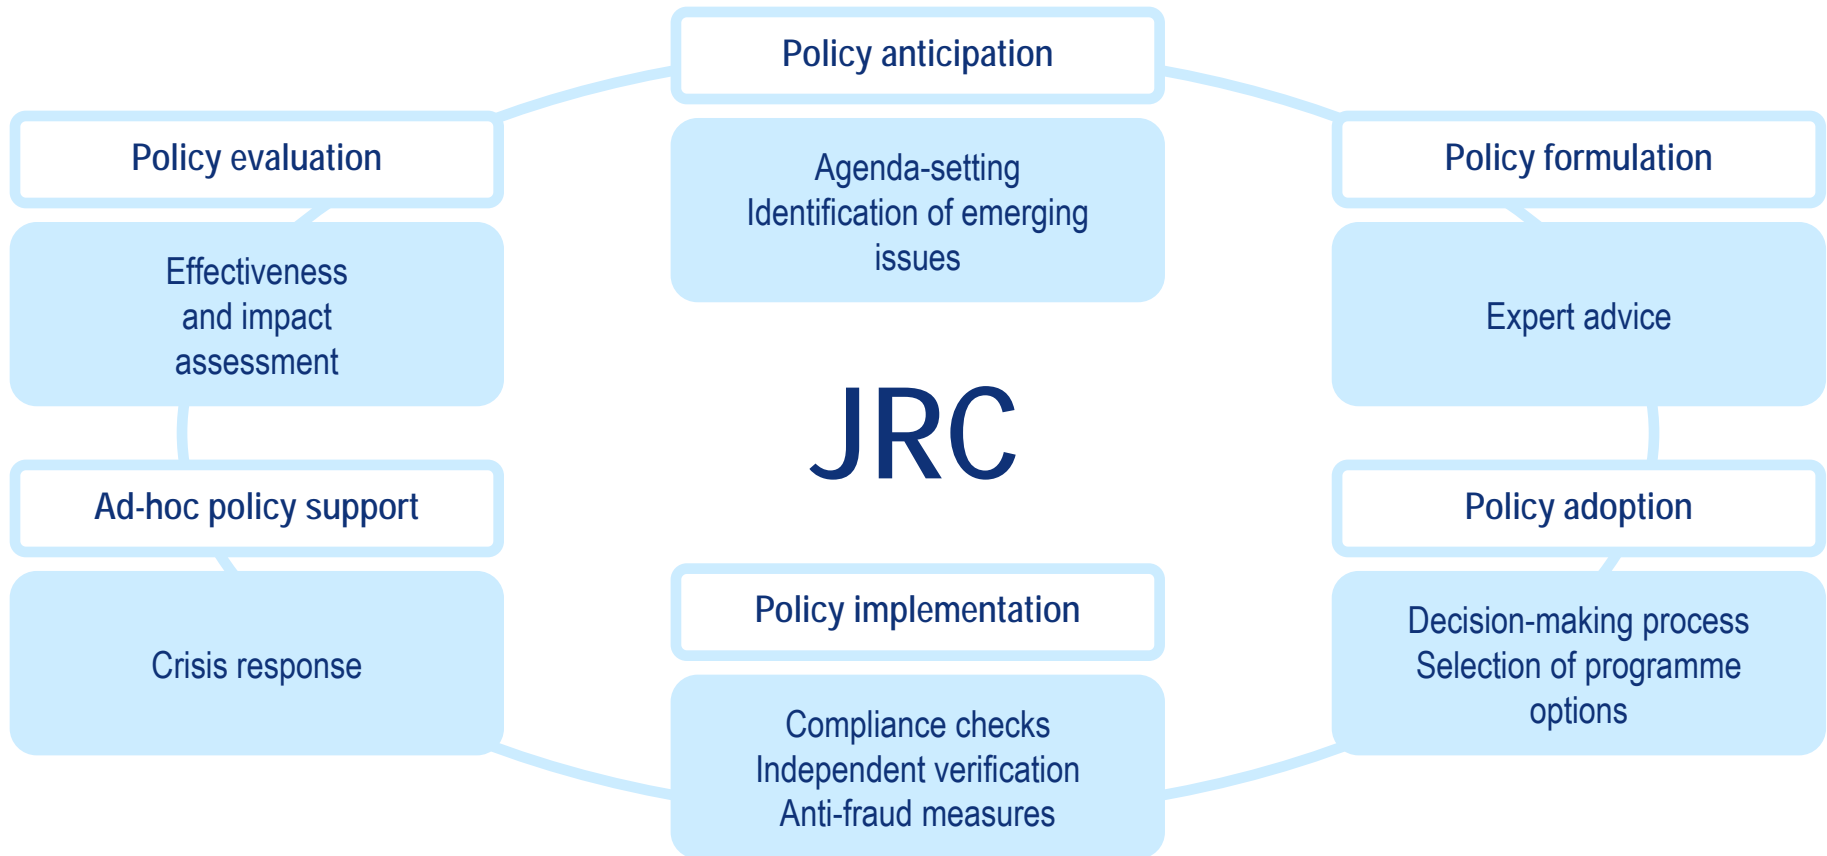 Policy anticipation
Agenda-setting
Identification of emerging
issues
Policy formulation
Expert advice
Policy adoption
Decision-making process
Selection of programme
options
Policy implementation
Compliance checks
Independent verification
Anti-fraud measures
Ad-hoc policy support
Crisis response
Policy evaluation
Effectiveness
and impact
assessment
JRC